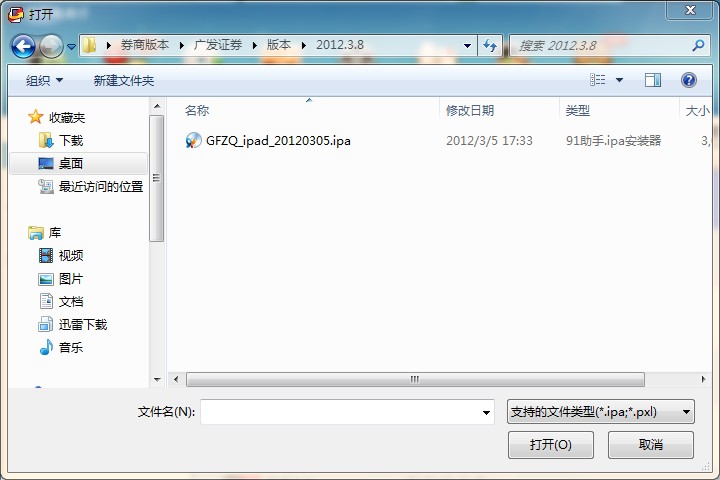 打开
券商版本 广发证券 版本 2012.3.8
搜索 2012.3.8
组织 新建文件夹
收藏夹
下载
桌面
最近访问的位置
库
视频
图片
文档
迅雷下载
音乐
名称 修改日期 类型 大小
GFZQ_ipad_20120305.ipa 2012/3/5 17:33 91助手.ipa安装器 3,
文件名(N):
支持的文件类型(*.ipa;*.pxl)
打开(O) 取消